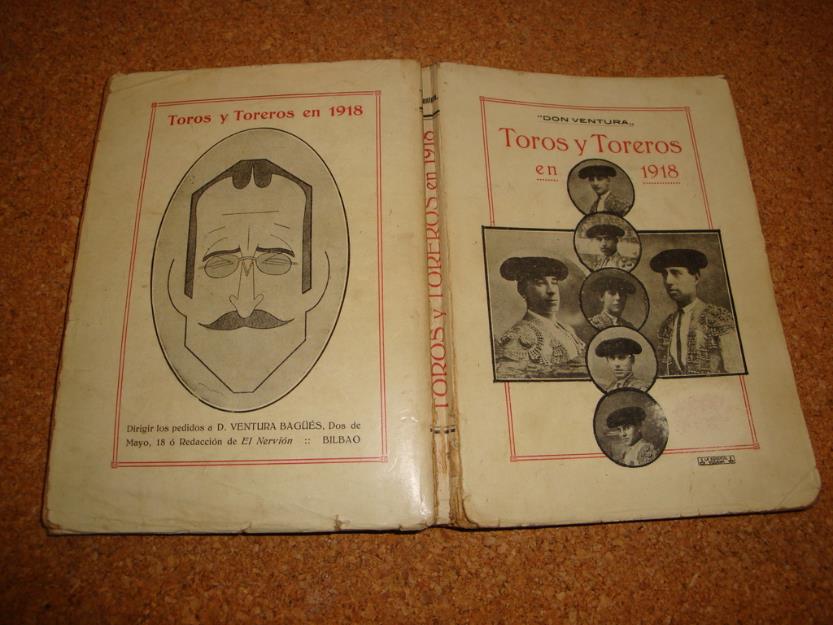 Toros y Toreros en 1918
Dirigir los pedidos a D. VENTURA BAGÜÉS, Dos de
Mayo, 18 ó Redacción de El Nervión :: BILBAO
TOROS y TOREROS en 1918
"DON VENTURA„
Toros y Toreros
en 1918